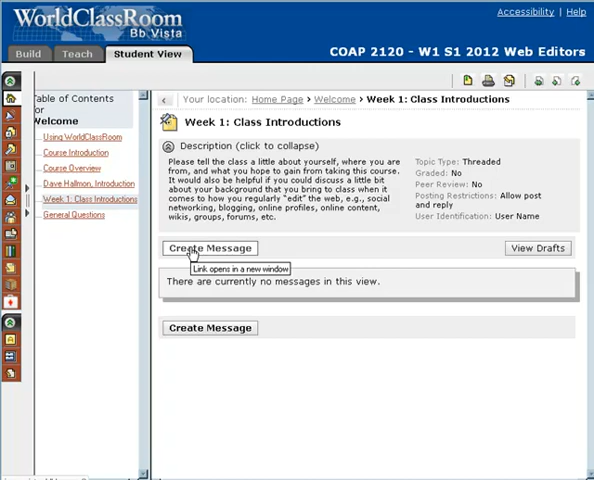 WorldClassRoom
Bb Vista
Accessibility | Help
Build
Teach
Student View
COAP 2120 - W1 S1 2012 Web Editors
Table of Contents
for
Welcome
Using WorldClassRoom
Course Introduction
Course Overview
Dave Hallmon, Introduction
Week 1: Class Introductions
General Questions
Your location: Home Page › Welcome › Week 1: Class Introductions
Week 1: Class Introductions
Description (click to collapse)
Please tell the class a little about yourself, where you are
from, and what you hope to gain from taking this course.
It would also be helpful if you could discuss a little bit
about your background that you bring to class when it
comes to how you regularly "edit" the web, e.g., social
networking, blogging, online profiles, online content,
wikis, groups, forums, etc.
Topic Type: Threaded
Graded: No
Peer Review: No
Posting Restrictions: Allow post
and reply
User Identification: User Name
Create Message
View Drafts
Link opens in a new window
There are currently no messages in this view.
Create Message